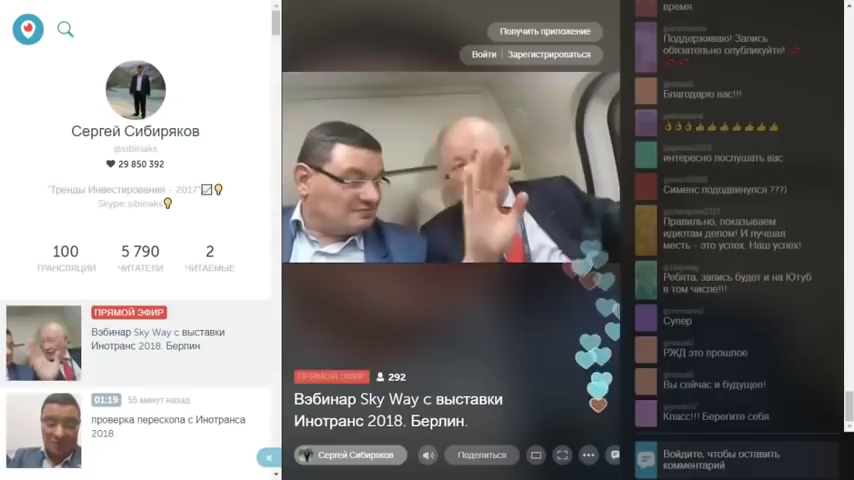 Сергей Сибиряков
@sibiriaks
29 850 392
"Тренды Инвестирования - 2017"
Skype sibiriaks
100
5 790
2
ТРАНСЛЯЦИИ
ЧИТАТЕЛИ
ЧИТАЕМЫЕ
ПРЯМОЙ ЭФИР
Вэбинар Sky Way с
выставки
Инотранс 2018. Берлин.
01:19
55 минут назад
проверка перескопа с Инотранса
2018.
Получить приложение
Войти | Зарегистрироваться
ПРЯМОЙ ЭФИР
292
Вэбинар Sky Way с выставки
Инотранс 2018. Берлин.
Сергей Сибиряков
Поделиться
время
Поддерживаю! Запись
обязательно опубликуйте!
Благодарю вас!!!
интересно послушать вас
Сименс пододвинулся ???)
Правильно, показываем
идиотам делом! И лучшая
месть - это успех. Наш успех!
Ребята, запись будет и на Ютуб
в том числе!!!
Супер
РЖД это прошлое
Вы сейчас и будущее!
Класс!!! Берегите себя.
Войдите, чтобы оставить
комментарий